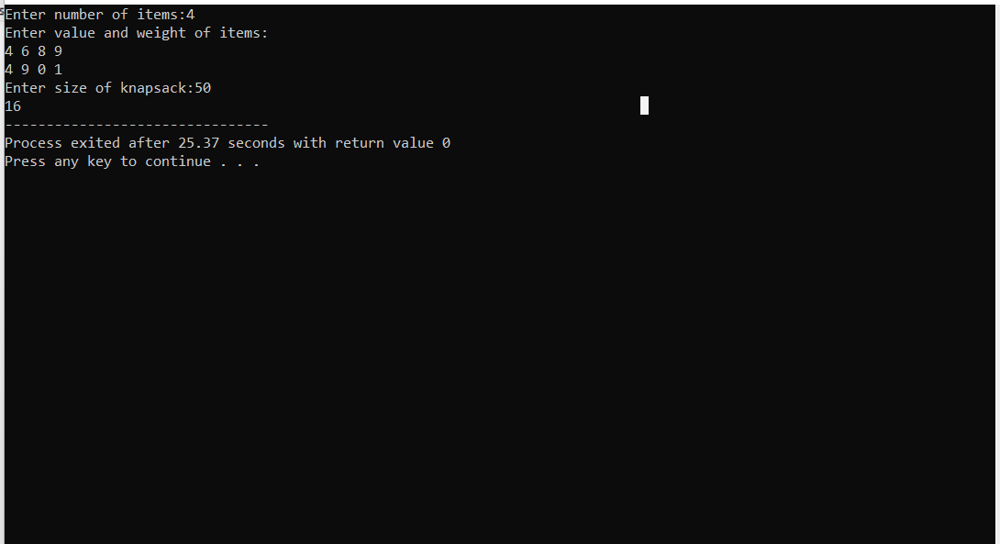 Enter number of items:4
Enter value and weight of items:
4 6 8 9
4 9 0 1
Enter size of knapsack:50
16
--------------------------------
Process exited after 25.37 seconds with return value 0
Press any key to continue . . .